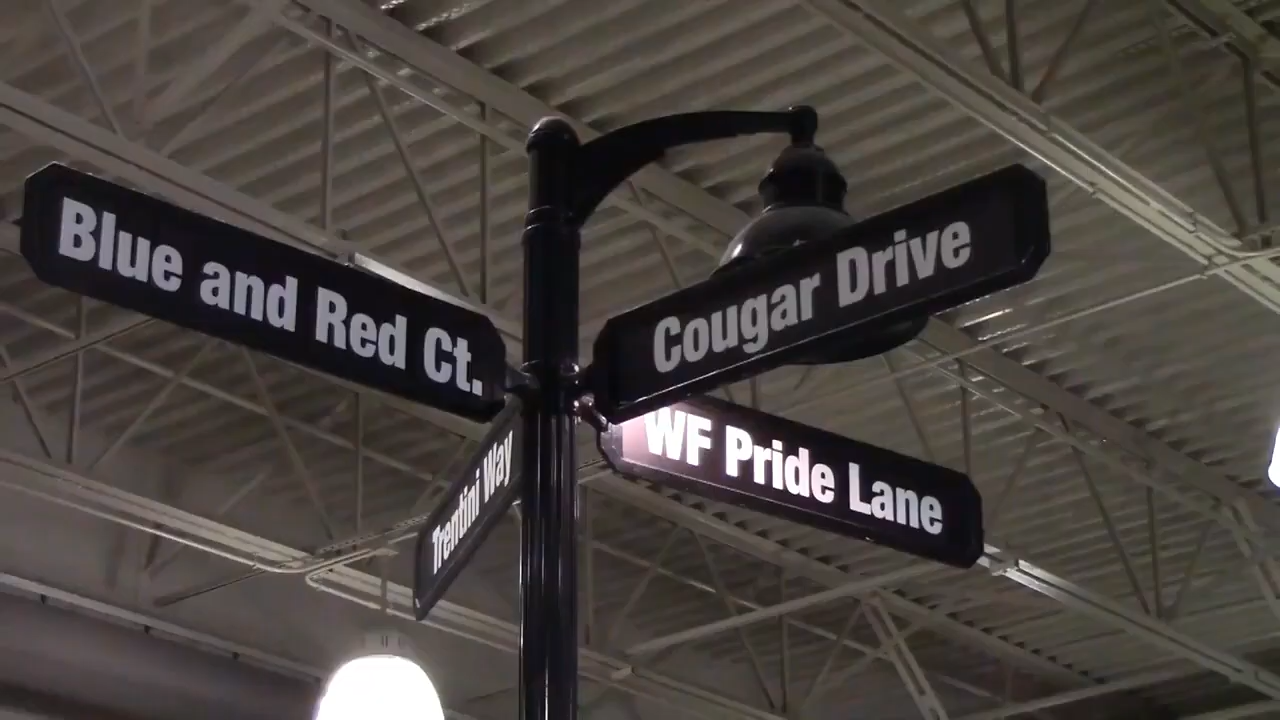 Blue and Red Ct.
Cougar Drive
Trentini Way
WF Pride Lane